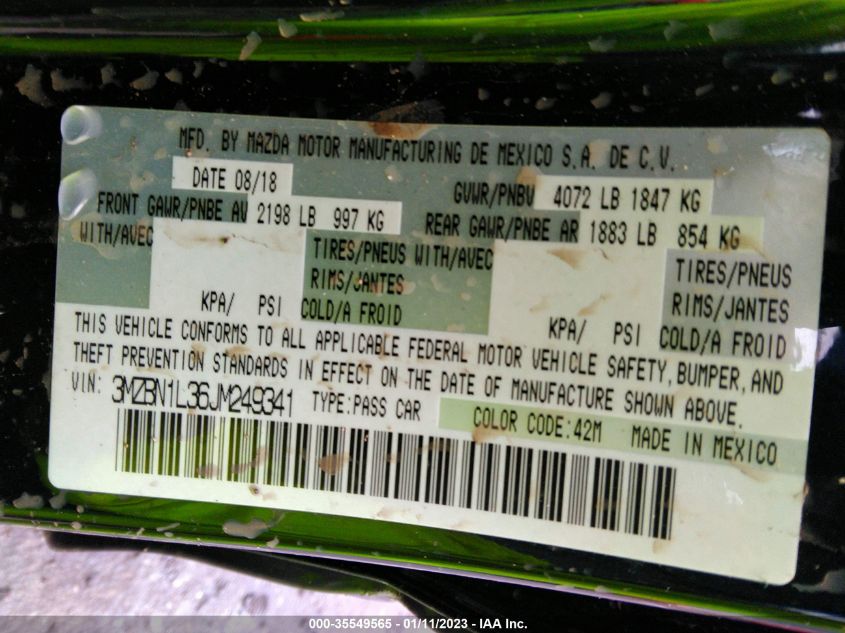 MFD. BY MAZDA MOTOR MANUFACTURING DE MEXICO S.A. DE C.V.
DATE 08/18 GVWR/PNBV 4072 LB 1847 KG
FRONT GAWR/PNBE AV 2198 LB 997 KG REAR GAWR/PNBE AR 1883 LB 854 KG
WITH/AVEC TIRES/PNEUS WITH/AVEC TIRES/PNEUS
RIMS/JANTES RIMS/JANTES
KPA/ PSI COLD/A FROID KPA/ PSI COLD/A FROID
THIS VEHICLE CONFORMS TO ALL APPLICABLE FEDERAL MOTOR VEHICLE SAFETY, BUMPER, AND
THEFT PREVENTION STANDARDS IN EFFECT ON THE DATE OF MANUFACTURE SHOWN ABOVE.
VIN: 3MZBN1L36JM249341 TYPE:PASS CAR COLOR CODE:42M MADE IN MEXICO
000-35549565 - 01/11/2023 - IAA Inc.